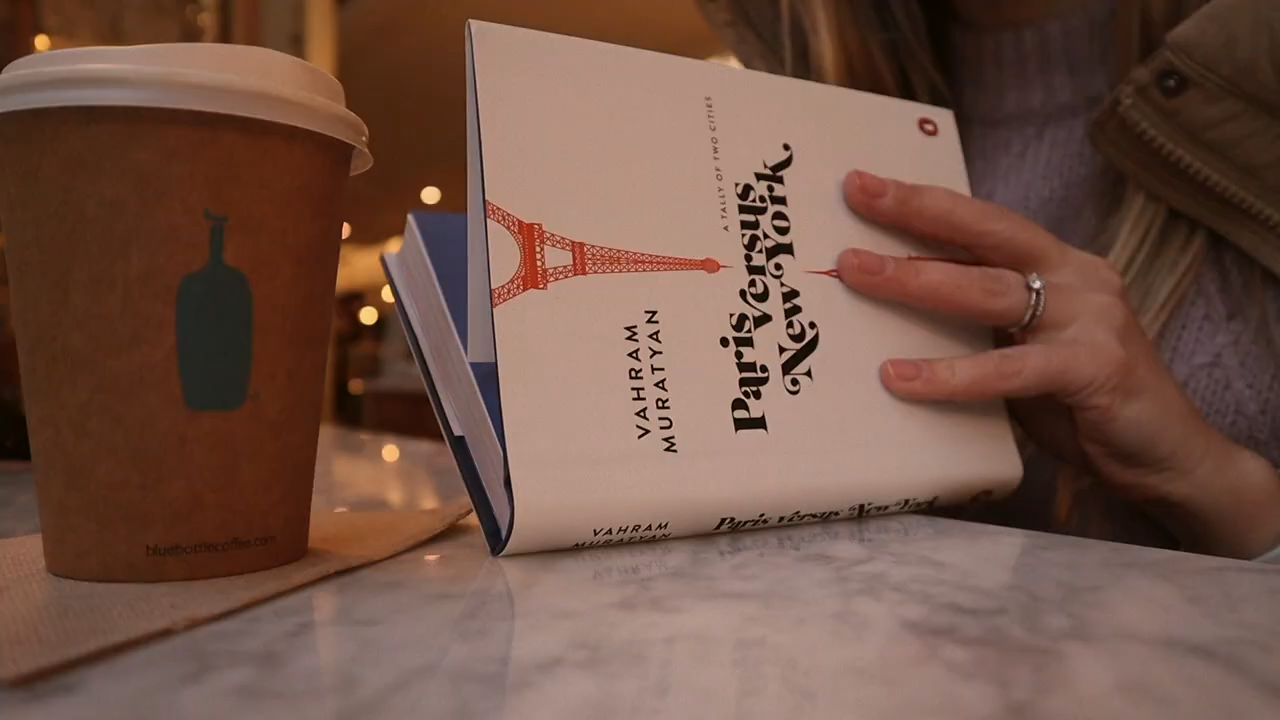 bluebottlecoffee.com
A TALLY OF TWO CITIES
Paris versus
New York
VAHRAM
MURATYAN
VAHRAM
MURATYAN
Paris versus New York